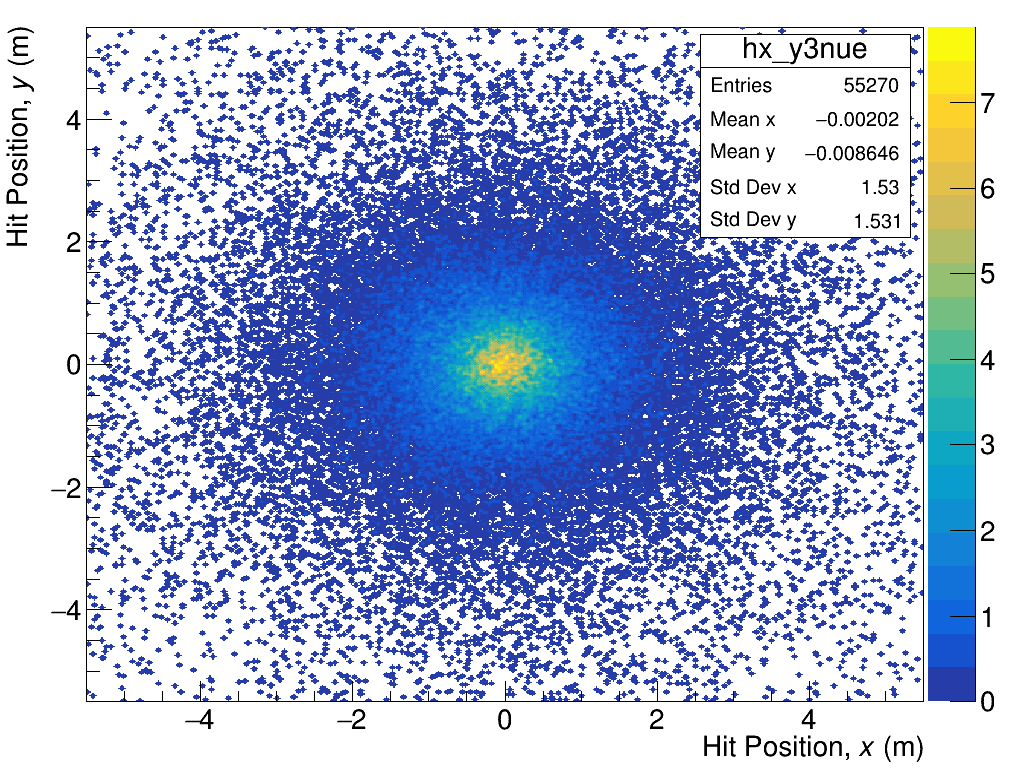 Hit Position, y (m)
hx_y3nue
Entries 55270
Mean x −0.00202
Mean y −0.008646
Std Dev x 1.53
Std Dev y 1.531
4
2
0
−2
−4
−4 −2 0 2 4
Hit Position, x (m)
7
6
5
4
3
2
1
0